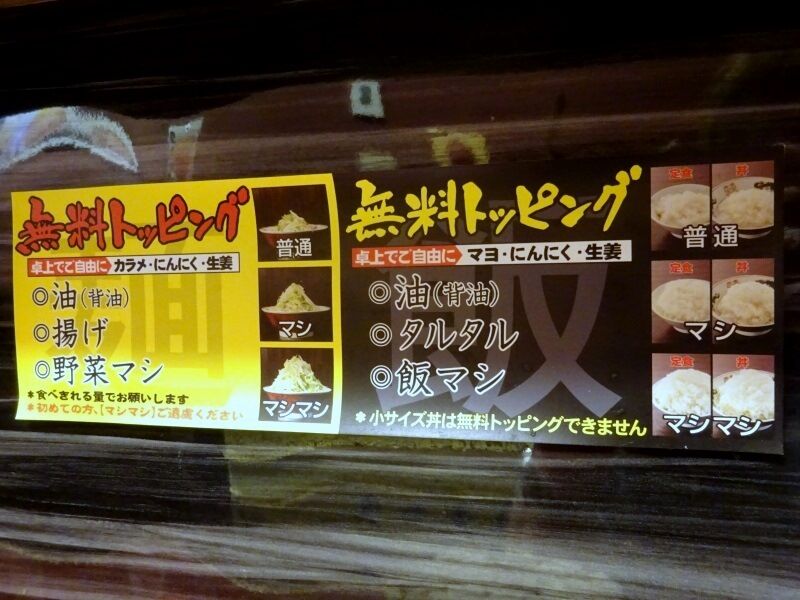 無料トッピング
卓上でご自由に カラメ・にんにく・生姜
◎油(背油)
◎揚げ
◎野菜マシ
*食べきれる量でお願いします
*初めての方、【マシマシ】ご遠慮ください
麺
普通
マシ
マシマシ
無料トッピング
卓上でご自由に マヨ・にんにく・生姜
◎油(背油)
◎タルタル
◎飯マシ
*小サイズ丼は無料トッピングできません
飯
定食 丼
普通
定食 丼
マシ
定食 丼
マシマシ